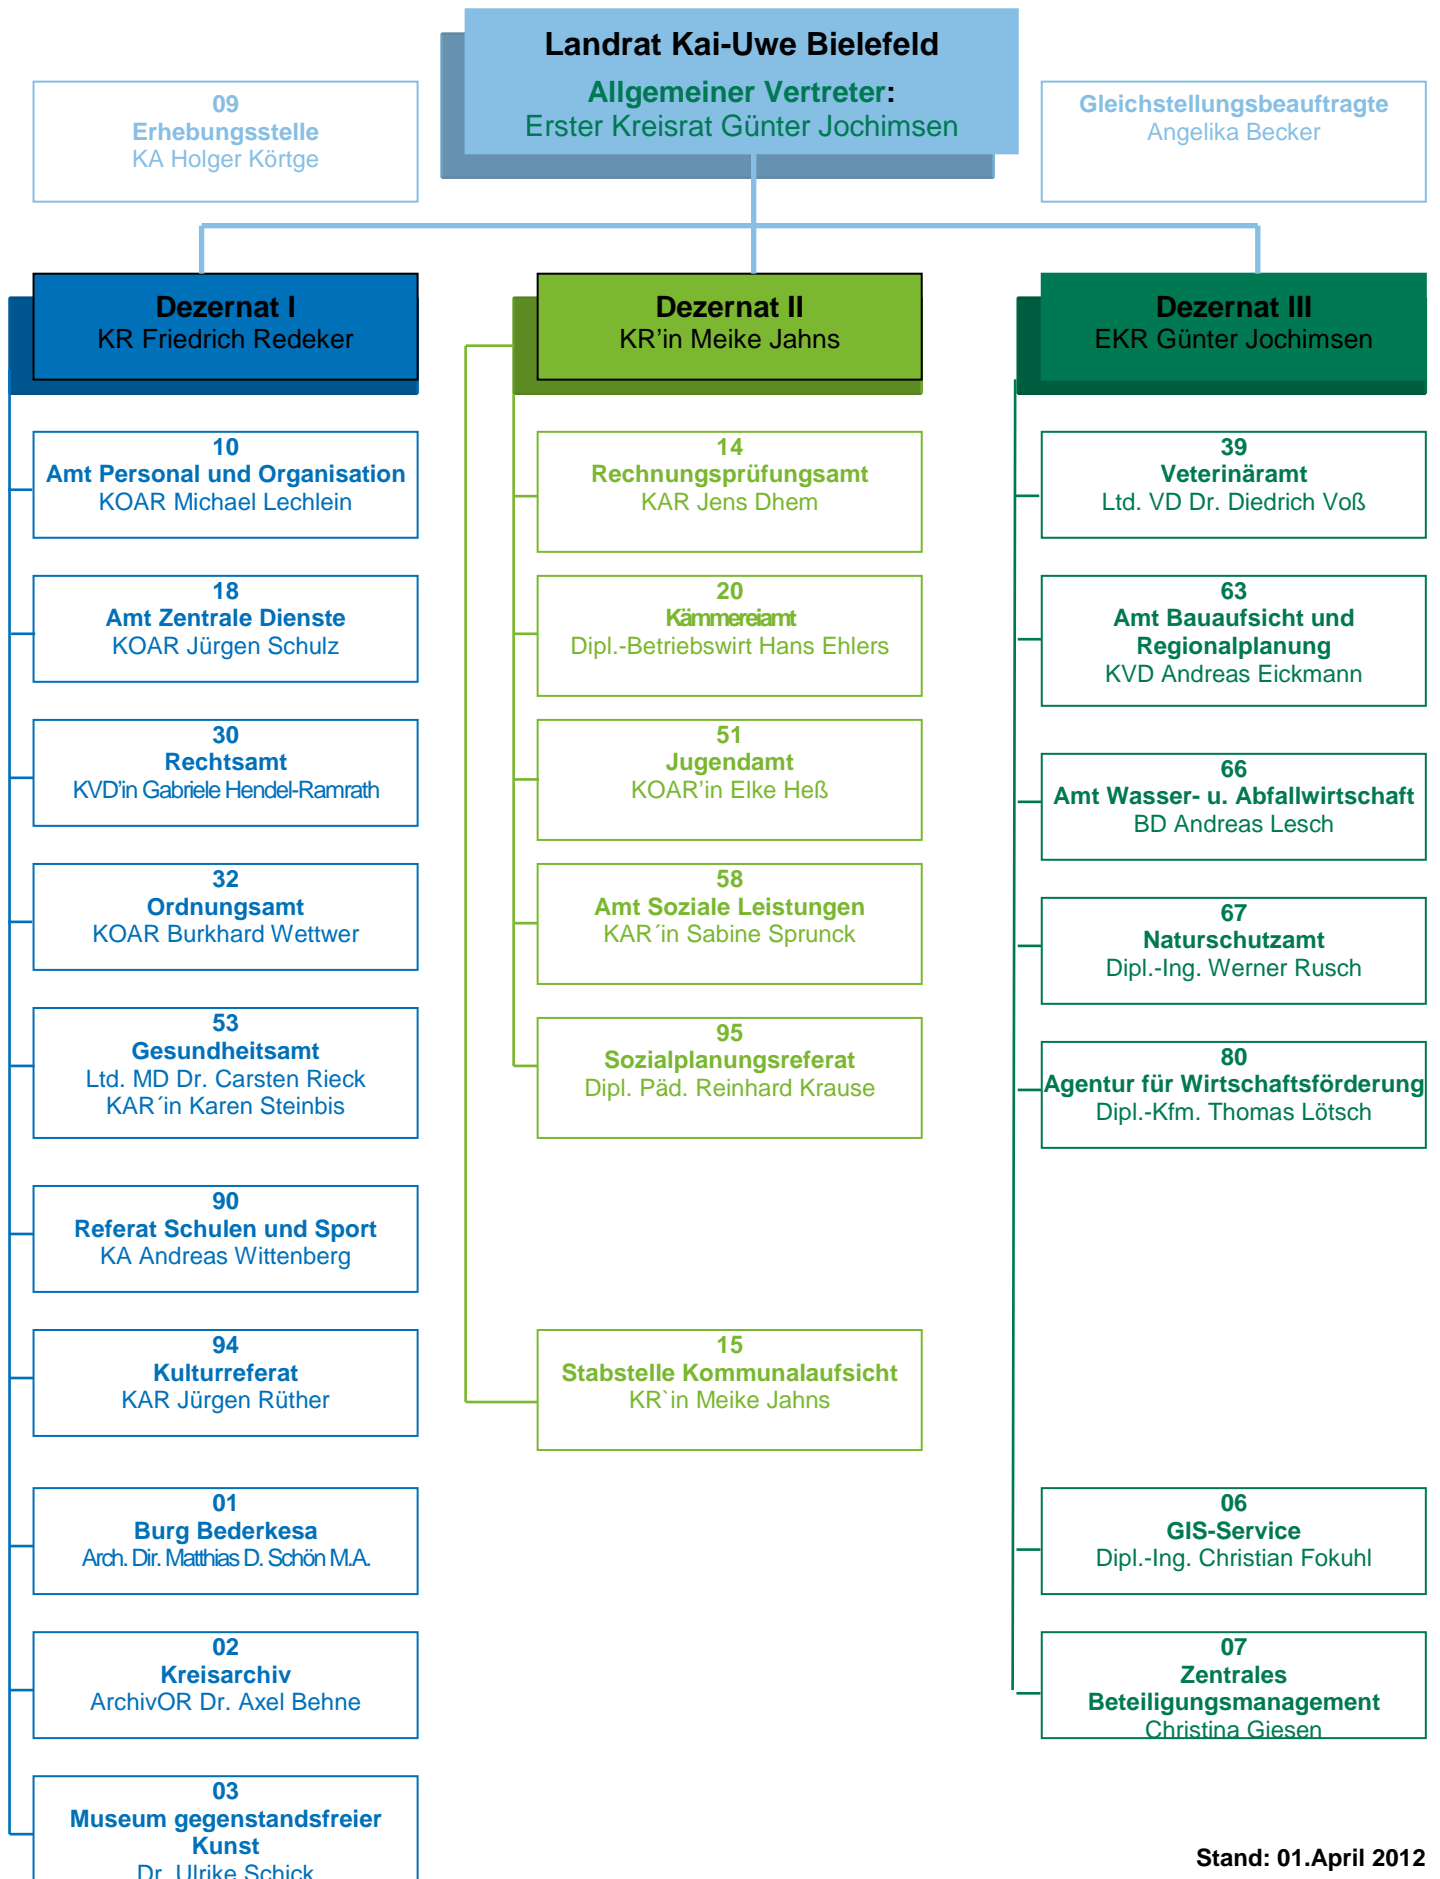 Landrat Kai-Uwe Bielefeld
Allgemeiner Vertreter:
Erster Kreisrat Günter Jochimsen
09
Erhebungsstelle
KA Holger Körtge
Gleichstellungsbeauftragte
Angelika Becker
Dezernat I
KR Friedrich Redeker
10
Amt Personal und Organisation
KOAR Michael Lechlein
18
Amt Zentrale Dienste
KOAR Jürgen Schulz
30
Rechtsamt
KVD'in Gabriele Hendel-Ramrath
32
Ordnungsamt
KOAR Burkhard Wettwer
53
Gesundheitsamt
Ltd. MD Dr. Carsten Rieck
KAR´in Karen Steinbis
90
Referat Schulen und Sport
KA Andreas Wittenberg
94
Kulturreferat
KAR Jürgen Rüther
01
Burg Bederkesa
Arch. Dir. Matthias D. Schön M.A.
02
Kreisarchiv
ArchivOR Dr. Axel Behne
03
Museum gegenstandsfreier
Kunst
Dr. Ulrike Schick
Dezernat II
KR’in Meike Jahns
14
Rechnungsprüfungsamt
KAR Jens Dhem
20
Kämmereiamt
Dipl.-Betriebswirt Hans Ehlers
51
Jugendamt
KOAR’in Elke Heß
58
Amt Soziale Leistungen
KAR´in Sabine Sprunck
95
Sozialplanungsreferat
Dipl. Päd. Reinhard Krause
15
Stabstelle Kommunalaufsicht
KR`in Meike Jahns
Dezernat III
EKR Günter Jochimsen
39
Veterinäramt
Ltd. VD Dr. Diedrich Voß
63
Amt Bauaufsicht und
Regionalplanung
KVD Andreas Eickmann
66
Amt Wasser- u. Abfallwirtschaft
BD Andreas Lesch
67
Naturschutzamt
Dipl.-Ing. Werner Rusch
80
Agentur für Wirtschaftsförderung
Dipl.-Kfm. Thomas Lötsch
06
GIS-Service
Dipl.-Ing. Christian Fokuhl
07
Zentrales
Beteiligungsmanagement
Christina Giesen
Stand: 01.April 2012